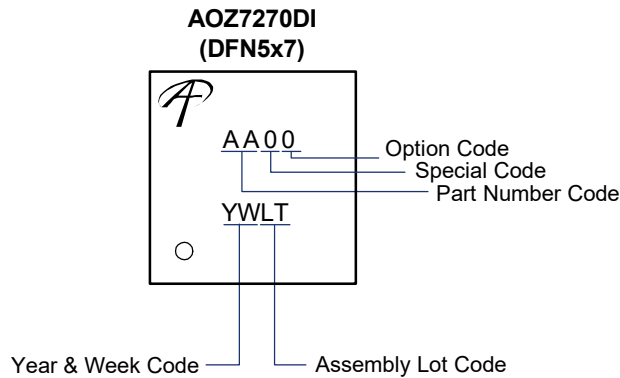 AOZ7270DI
(DFN5x7)
AA00
Option Code
Special Code
Part Number Code
YWLT
Year & Week Code
Assembly Lot Code